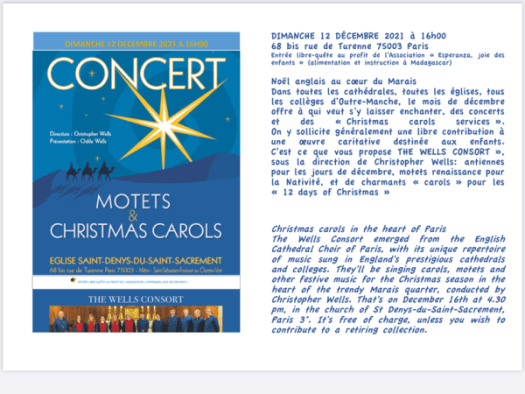 DIMANCHE 12 DÉCEMBRE 2021 À 16H00
CONCERT
Direction : Christopher Wells
Présentation : Odile Wells
MOTETS
&
CHRISTMAS CAROLS
EGLISE SAINT-DENYS-DU-SAINT-SACREMENT
68 bis rue de Turenne 75003 - Métro : Saint-Sébastien-Froissart ou Chemin-Vert
THE WELLS CONSORT
DIMANCHE 12 DÉCEMBRE 2021 à 16h00
68 bis rue de Turenne 75003 Paris
Entrée libre-quête au profit de l'Association « Esperanza, joie des
enfants » (alimentation et instruction à Madagascar)
Noël anglais au cœur du Marais
Dans toutes les cathédrales, toutes les églises, tous
les collèges d'Outre-Manche, le mois de décembre
offre à qui veut s'y laisser enchanter, des concerts
et des « Christmas carols services ».
On y sollicite généralement une libre contribution à
une œuvre caritative destinée aux enfants.
C'est ce que vous propose THE WELLS CONSORT »,
sous la direction de Christopher Wells: antiennes
pour les jours de décembre, motets renaissance pour
la Nativité, et de charmants « carols » pour les
« 12 days of Christmas »
Christmas carols in the heart of Paris
The Wells Consort emerged from the English
Cathedral Choir of Paris, with its unique repertoire
of music sung in England's prestigious cathedrals
and colleges. They'll be singing carols, motets and
other festive music for the Christmas season in the
heart of the trendy Marais quarter, conducted by
Christopher Wells. That's on December 16th at 4.30
pm, in the church of St Denys-du-Saint-Sacrement,
Paris 3°. It's free of charge, unless you wish to
contribute to a retiring collection.